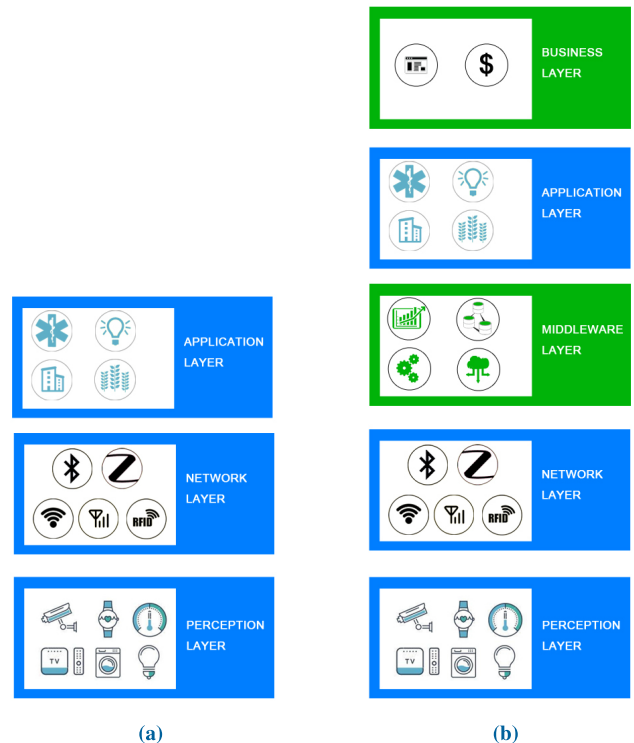 BUSINESS
LAYER
$
APPLICATION
LAYER
MIDDLEWARE
LAYER
NETWORK
LAYER
RFID
PERCEPTION
LAYER
TV
APPLICATION
LAYER
NETWORK
LAYER
RFID
PERCEPTION
LAYER
TV
(a)
(b)